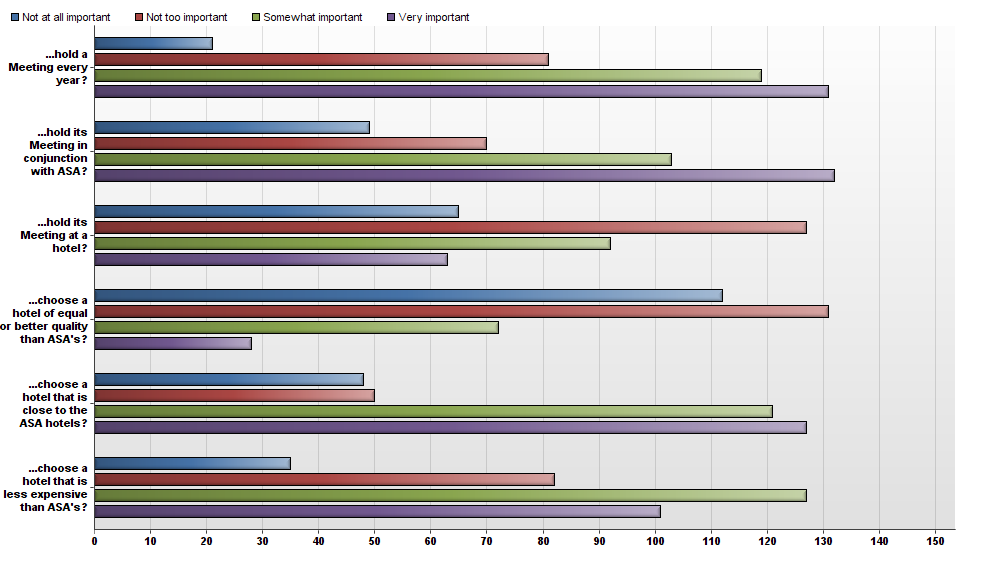 Not at all important Not too important Somewhat important Very important
...hold a
Meeting every
year?
...hold its
Meeting in
conjunction
with ASA?
...hold its
Meeting at a
hotel?
...choose a
hotel of equal
or better quality
than ASA's?
...choose a
hotel that is
close to the
ASA hotels?
...choose a
hotel that is
less expensive
than ASA's?
0 10 20 30 40 50 60 70 80 90 100 110 120 130 140 150